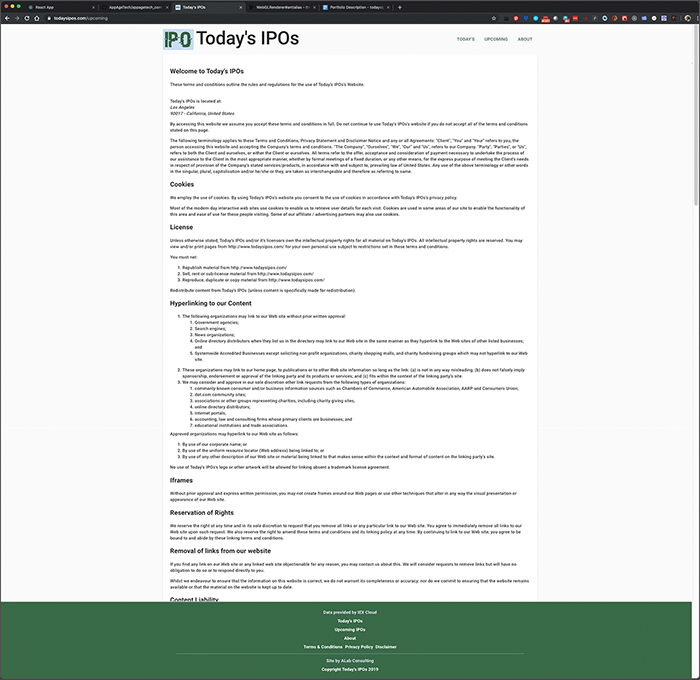 React App
AppAgeTech/appagetech_com
Today's IPOs
WebGLRenderer#antialias – th
Portfolio Description - todaysi
todaysipos.com/upcoming
IPO Today's IPOs
TODAY'S UPCOMING ABOUT
Welcome to Today's IPOs
These terms and conditions outline the rules and regulations for the use of Today's IPOs's Website.
Today's IPOs is located at:
Los Angeles
90017 - California, United States
By accessing this website we assume you accept these terms and conditions in full. Do not continue to use Today's IPOs's website if you do not accept all of the terms and conditions
stated on this page.
The following terminology applies to these Terms and Conditions, Privacy Statement and Disclaimer Notice and any or all Agreements: "Client", "You" and "Your" refers to you, the
person accessing this website and accepting the Company's terms and conditions. "The Company", "Ourselves", "We", "Our" and "Us", refers to our Company. "Party", "Parties", or "Us",
refers to both the Client and ourselves, or either the Client or ourselves. All terms refer to the offer, acceptance and consideration of payment necessary to undertake the process of
our assistance to the Client in the most appropriate manner, whether by formal meetings of a fixed duration, or any other means, for the express purpose of meeting the Client's needs
in respect of provision of the Company's stated services/products, in accordance with and subject to, prevailing law of United States. Any use of the above terminology or other words
in the singular, plural, capitalisation and/or he/she or they, are taken as interchangeable and therefore as referring to same.
Cookies
We employ the use of cookies. By using Today's IPOs's website you consent to the use of cookies in accordance with Today's IPOs's privacy policy.
Most of the modern day interactive web sites use cookies to enable us to retrieve user details for each visit. Cookies are used in some areas of our site to enable the functionality of
this area and ease of use for those people visiting. Some of our affiliate / advertising partners may also use cookies.
License
Unless otherwise stated, Today's IPOs and/or it's licensors own the intellectual property rights for all material on Today's IPOs. All intellectual property rights are reserved. You may
view and/or print pages from http://www.todaysipos.com/ for your own personal use subject to restrictions set in these terms and conditions.
You must not:
1. Republish material from http://www.todaysipos.com/
2. Sell, rent or sub-license material from http://www.todaysipos.com/
3. Reproduce, duplicate or copy material from http://www.todaysipos.com/
Redistribute content from Today's IPOs (unless content is specifically made for redistribution).
Hyperlinking to our Content
1. The following organizations may link to our Web site without prior written approval:
1. Government agencies;
2. Search engines;
3. News organizations;
4. Online directory distributors when they list us in the directory may link to our Web site in the same manner as they hyperlink to the Web sites of other listed businesses;
and
5. Systemwide Accredited Businesses except soliciting non-profit organizations, charity shopping malls, and charity fundraising groups which may not hyperlink to our Web
site.
2. These organizations may link to our home page, to publications or to other Web site information so long as the link: (a) is not in any way misleading; (b) does not falsely imply
sponsorship, endorsement or approval of the linking party and its products or services; and (c) fits within the context of the linking party's site.
3. We may consider and approve in our sole discretion other link requests from the following types of organizations:
1. commonly-known consumer and/or business information sources such as Chambers of Commerce, American Automobile Association, AARP and Consumers Union;
2. dot.com community sites;
3. associations or other groups representing charities, including charity giving sites,
4. online directory distributors;
5. internet portals;
6. accounting, law and consulting firms whose primary clients are businesses; and
7. educational institutions and trade associations.
Approved organizations may hyperlink to our Web site as follows:
1. By use of our corporate name; or
2. By use of the uniform resource locator (Web address) being linked to; or
3. By use of any other description of our Web site or material being linked to that makes sense within the context and format of content on the linking party's site.
No use of Today's IPOs's logo or other artwork will be allowed for linking absent a trademark license agreement.
Iframes
Without prior approval and express written permission, you may not create frames around our Web pages or use other techniques that alter in any way the visual presentation or
appearance of our Web site.
Reservation of Rights
We reserve the right at any time and in its sole discretion to request that you remove all links or any particular link to our Web site. You agree to immediately remove all links to our
Web site upon such request. We also reserve the right to amend these terms and conditions and its linking policy at any time. By continuing to link to our Web site, you agree to be
bound to and abide by these linking terms and conditions.
Removal of links from our website
If you find any link on our Web site or any linked web site objectionable for any reason, you may contact us about this. We will consider requests to remove links but will have no
obligation to do so or to respond directly to you.
Whilst we endeavour to ensure that the information on this website is correct, we do not warrant its completeness or accuracy; nor do we commit to ensuring that the website remains
available or that the material on the website is kept up to date.
Content Liability
Data provided by IEX Cloud
Today's IPOs
Upcoming IPOs
About
Terms & Conditions Privacy Policy Disclaimer
Site by ALab Consulting
Copyright Today's IPOs 2019